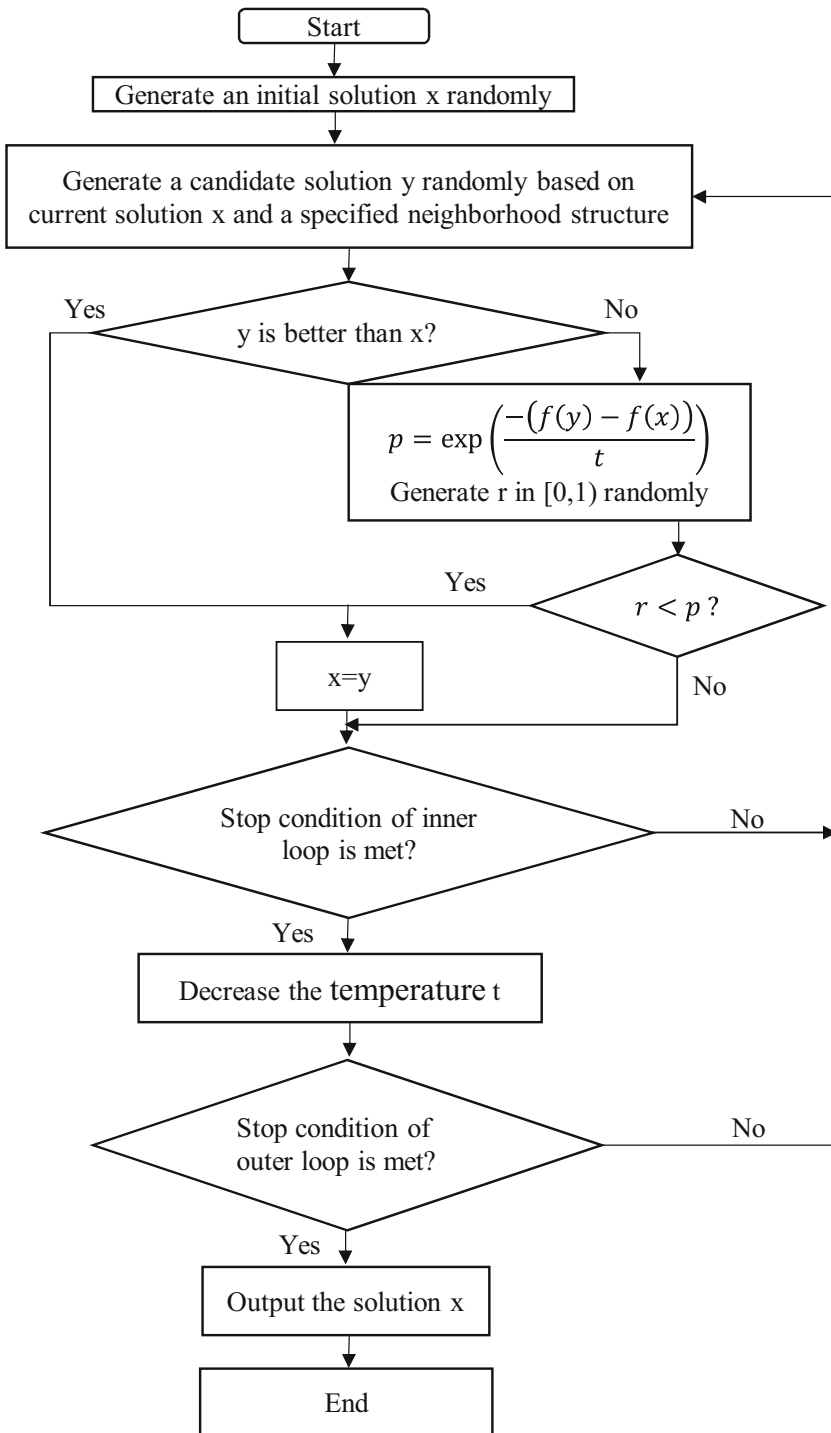 Start
Generate an initial solution x randomly
Generate a candidate solution y randomly based on
current solution x and a specified neighborhood structure
Yes
No
y is better than x?
p = exp(−(f(y) − f(x))/t)
Generate r in [0,1) randomly
Yes
r < p ?
x=y
No
Stop condition of inner
loop is met?
No
Yes
Decrease the temperature t
Stop condition of
outer loop is met?
No
Yes
Output the solution x
End